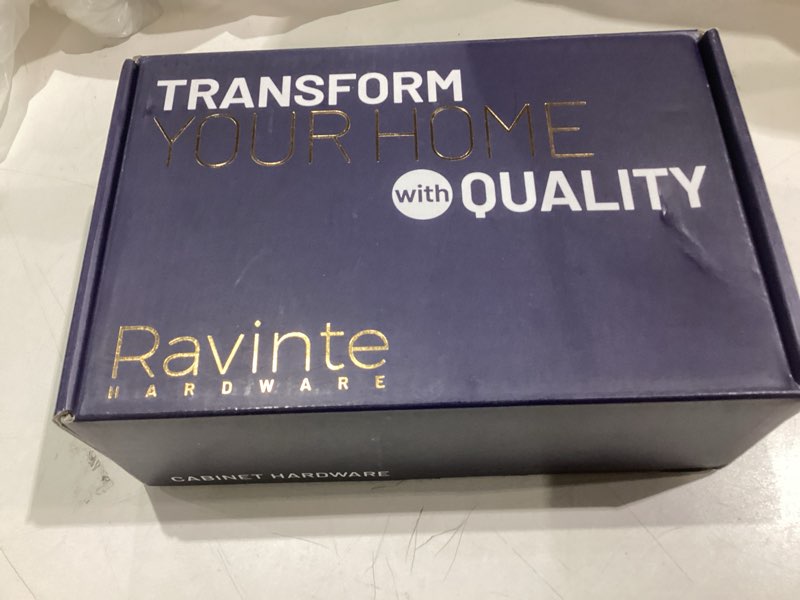 TRANSFORM
YOUR HOME
with QUALITY
Ravinte
HARDWARE
CABINET HARDWARE